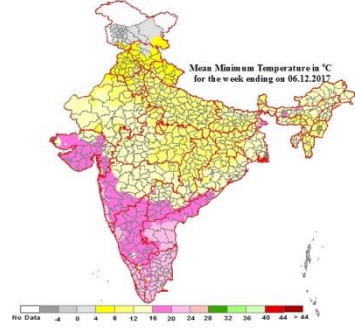 Mean Minimum Temperature in °C
for the week ending on 06.12.2017
No Data -4 0 4 8 12 16 20 24 28 32 36 40 44 > 44